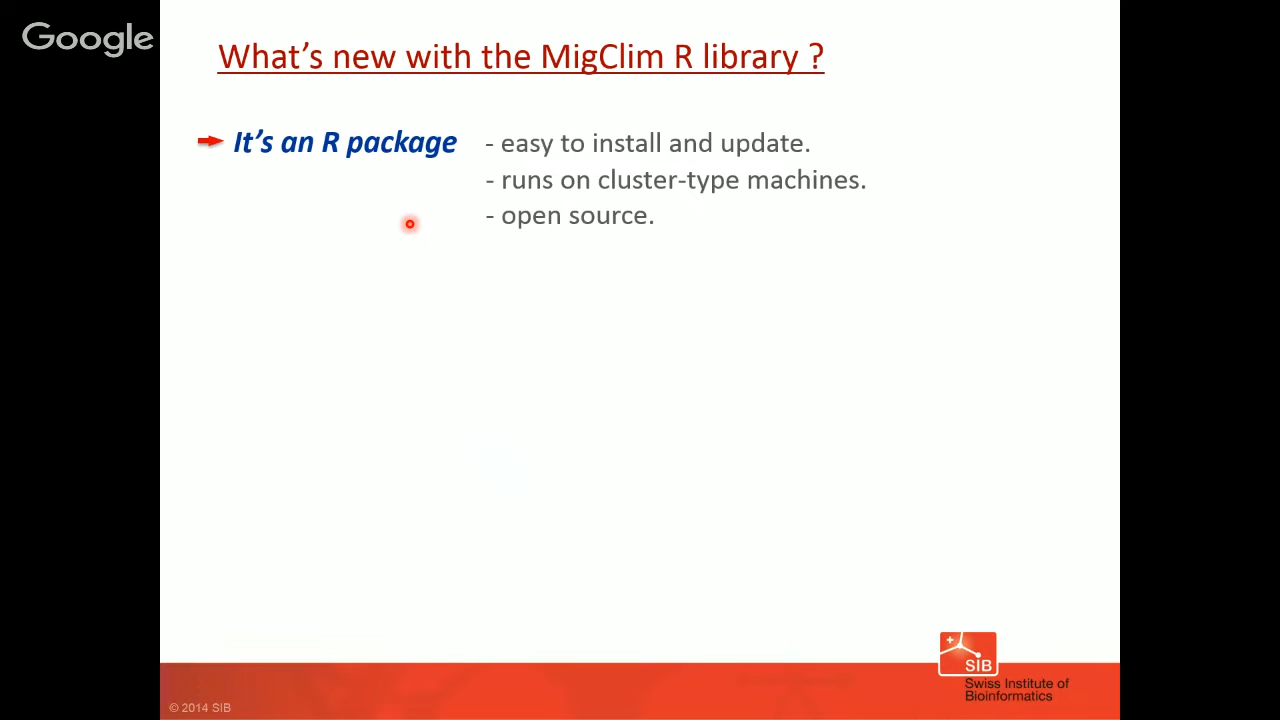 Google
What's new with the MigClim R library ?
It's an R package
- easy to install and update.
- runs on cluster-type machines.
- open source.
SIB
Swiss Institute of
Bioinformatics
© 2014 SIB